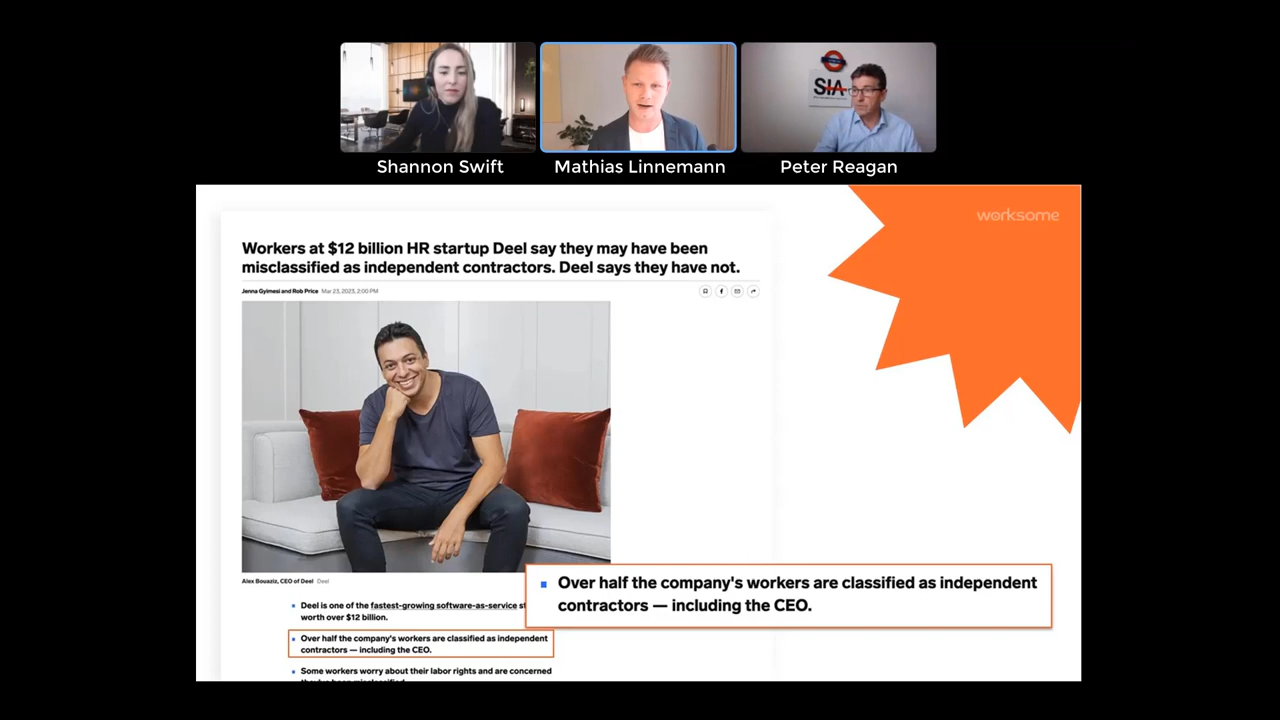 SIA
Shannon Swift
Mathias Linnemann
Peter Reagan
worksome
Workers at $12 billion HR startup Deel say they may have been
misclassified as independent contractors. Deel says they have not.
Jenna Gyimesi and Rob Price Mar 23, 2023, 2:00 PM
Alex Bouaziz, CEO of Deel Deel
Deel is one of the fastest-growing software-as-service
worth over $12 billion.
Over half the company's workers are classified as independent
contractors — including the CEO.
Over half the company's workers are classified as independent
contractors — including the CEO.
Some workers worry about their labor rights and are concerned